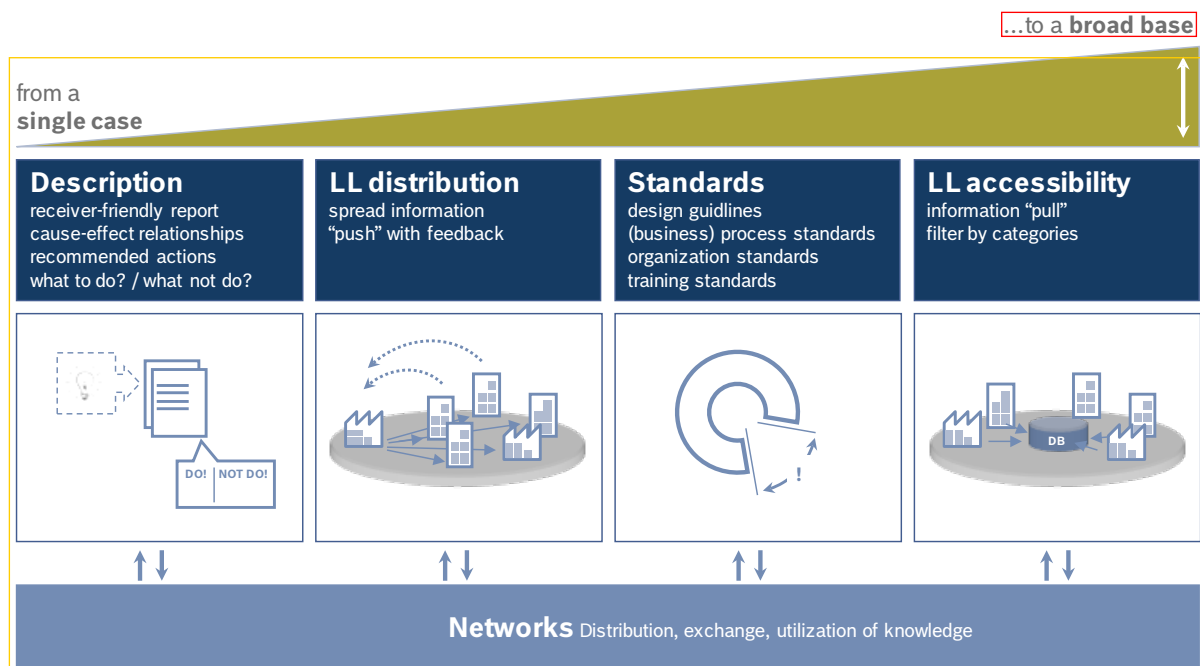 ...to a broad base
from a
single case
Description
receiver-friendly report
cause-effect relationships
recommended actions
what to do? / what not do?
LL distribution
spread information
“push” with feedback
Standards
design guidlines
(business) process standards
organization standards
training standards
LL accessibility
information “pull”
filter by categories
DO! NOT DO!
!
DB
Networks Distribution, exchange, utilization of knowledge